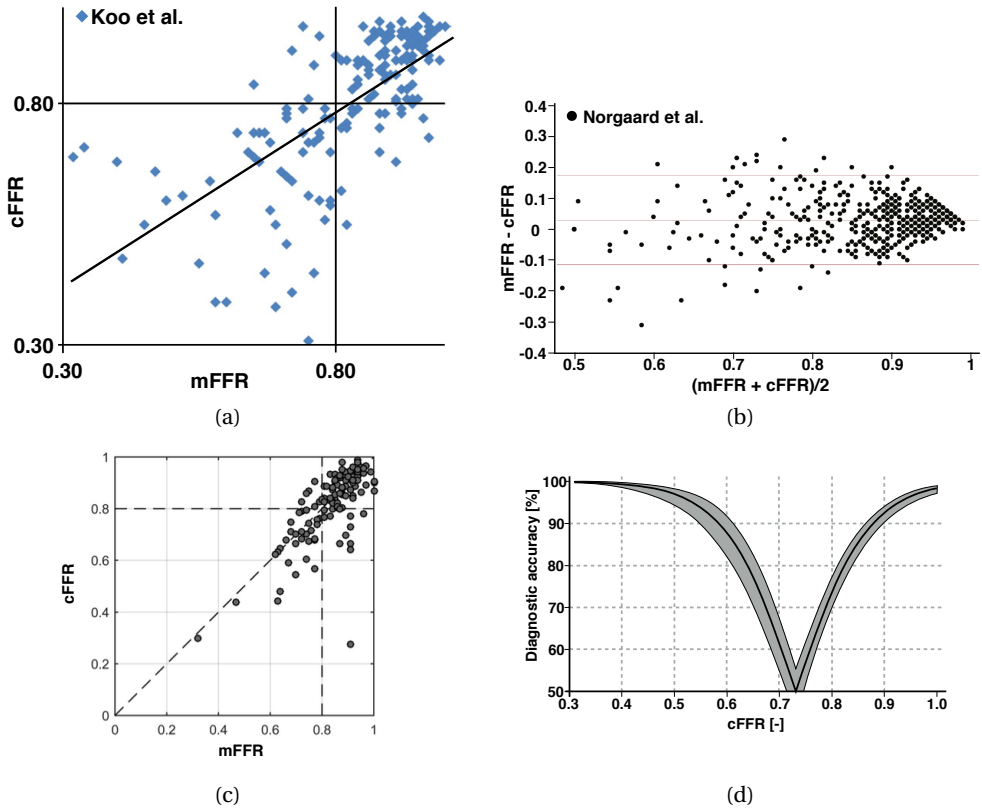 Koo et al.
cFFR
0.80
0.30
0.30
0.80
mFFR
(a)
Norgaard et al.
mFFR - cFFR
0.4
0.3
0.2
0.1
0
-0.1
-0.2
-0.3
-0.4
0.5 0.6 0.7 0.8 0.9 1
(mFFR + cFFR)/2
(b)
cFFR
1
0.8
0.6
0.4
0.2
0
0 0.2 0.4 0.6 0.8 1
mFFR
(c)
Diagnostic accuracy [%]
100
90
80
70
60
50
0.3 0.4 0.5 0.6 0.7 0.8 0.9 1.0
cFFR [-]
(d)